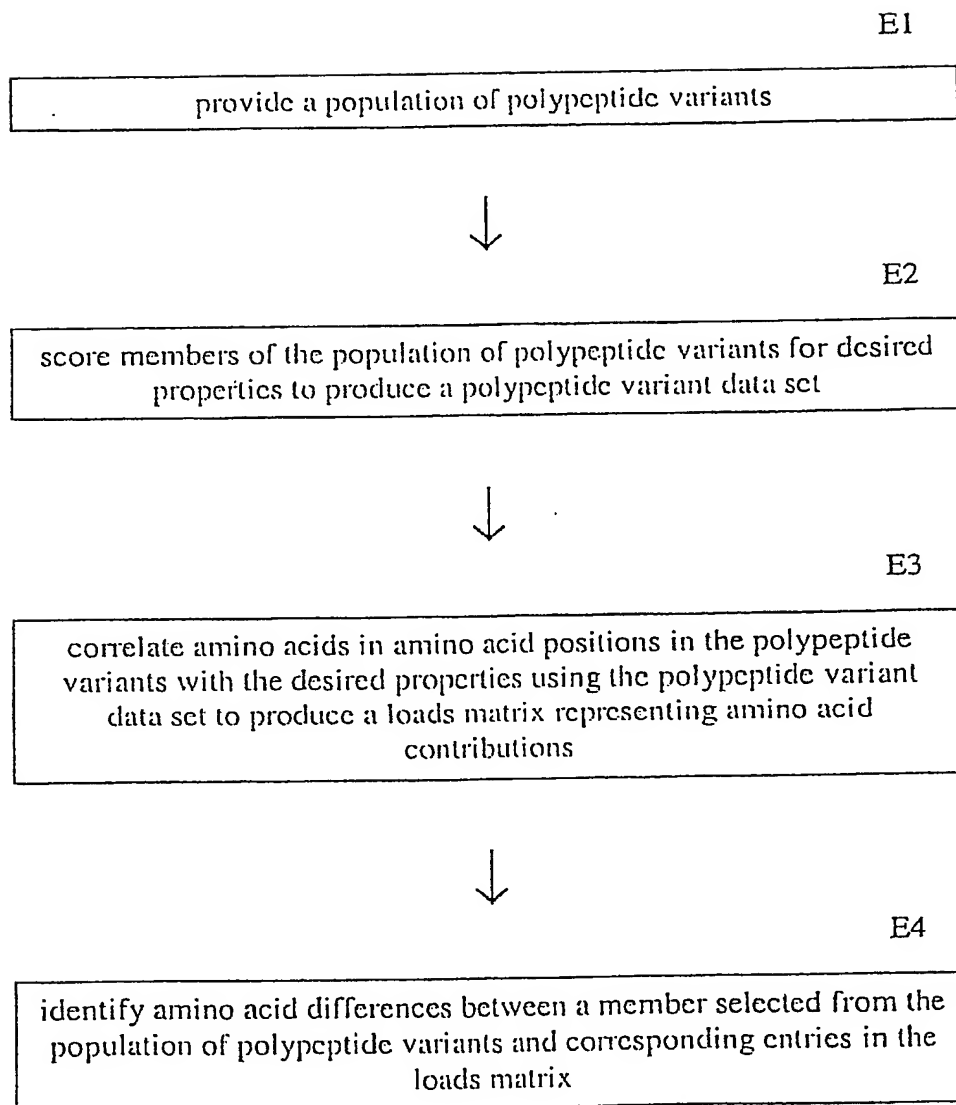 E1
provide a population of polypeptide variants
E2
score members of the population of polypeptide variants for desired
properties to produce a polypeptide variant data set
E3
correlate amino acids in amino acid positions in the polypeptide
variants with the desired properties using the polypeptide variant
data set to produce a loads matrix representing amino acid
contributions
E4
identify amino acid differences between a member selected from the
population of polypeptide variants and corresponding entries in the
loads matrix